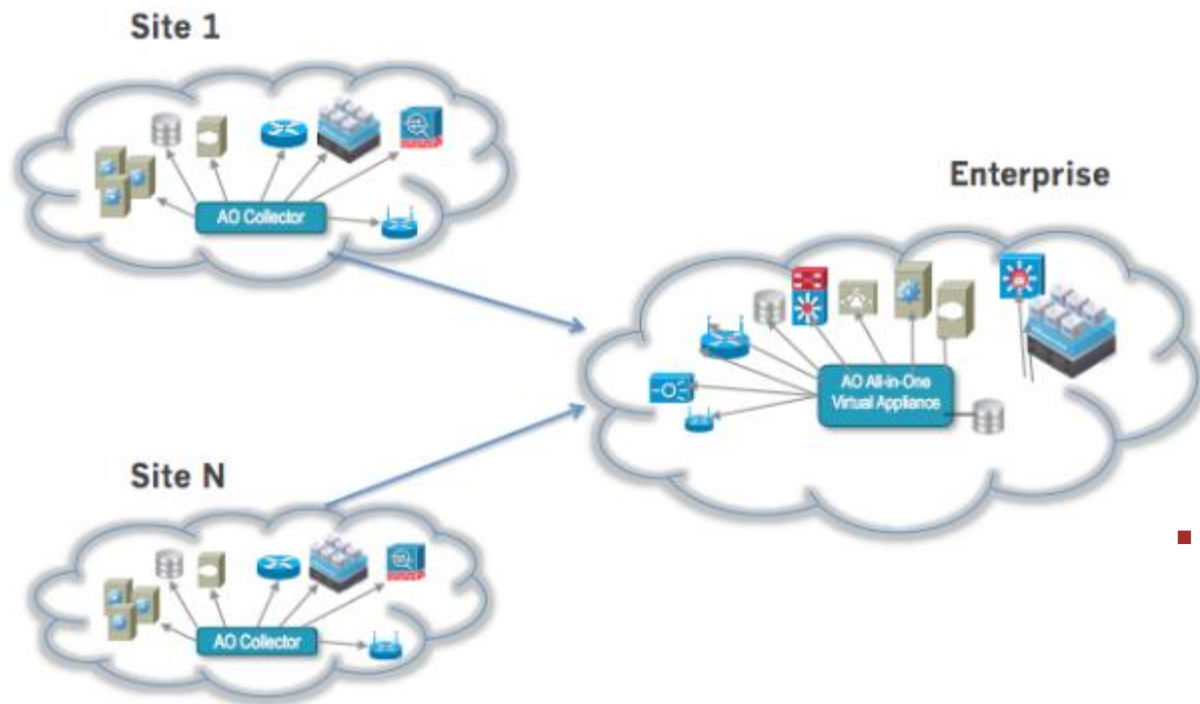 Site 1
AO Collector
Enterprise
AO All-in-One
Virtual Appliance
Site N
AO Collector